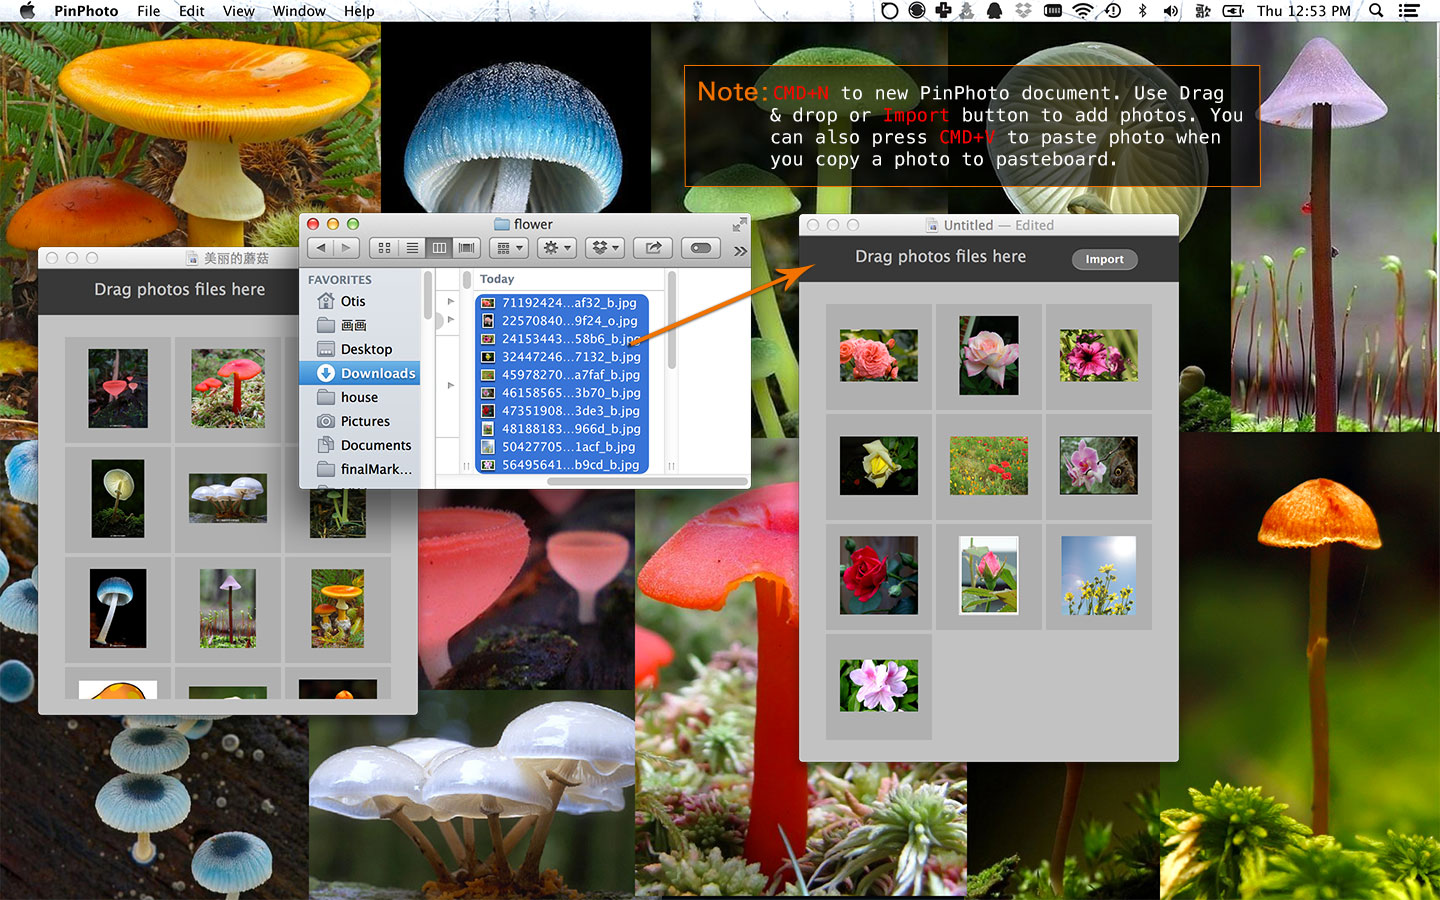 PinPhoto File Edit View Window Help
Thu 12:53 PM
Note: CMD+N to new PinPhoto document. Use Drag
& drop or Import button to add photos. You
can also press CMD+V to paste photo when
you copy a photo to pasteboard.
flower
FAVORITES
Otis
画画
Desktop
Downloads
house
Pictures
Documents
finalMark...
Today
71192424...af32_b.jpg
22570840...9f24_o.jpg
24153443...58b6_b.jpg
32447246...7132_b.jpg
45978270...a7faf_b.jpg
46158565...3b70_b.jpg
47351908...3de3_b.jpg
48188183...966d_b.jpg
50427705...1acf_b.jpg
56495641...b9cd_b.jpg
Untitled — Edited
Drag photos files here
Import
美丽的蘑菇
Drag photos files here